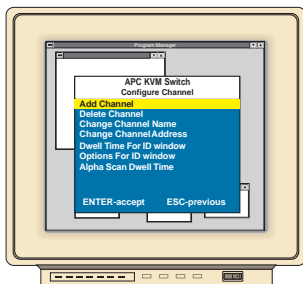 Program Manager
APC KVM Switch
Configure Channel
Add Channel
Delete Channel
Change Channel Name
Change Channel Address
Dwell Time For ID window
Options For ID window
Alpha Scan Dwell Time
ENTER-accept ESC-previous